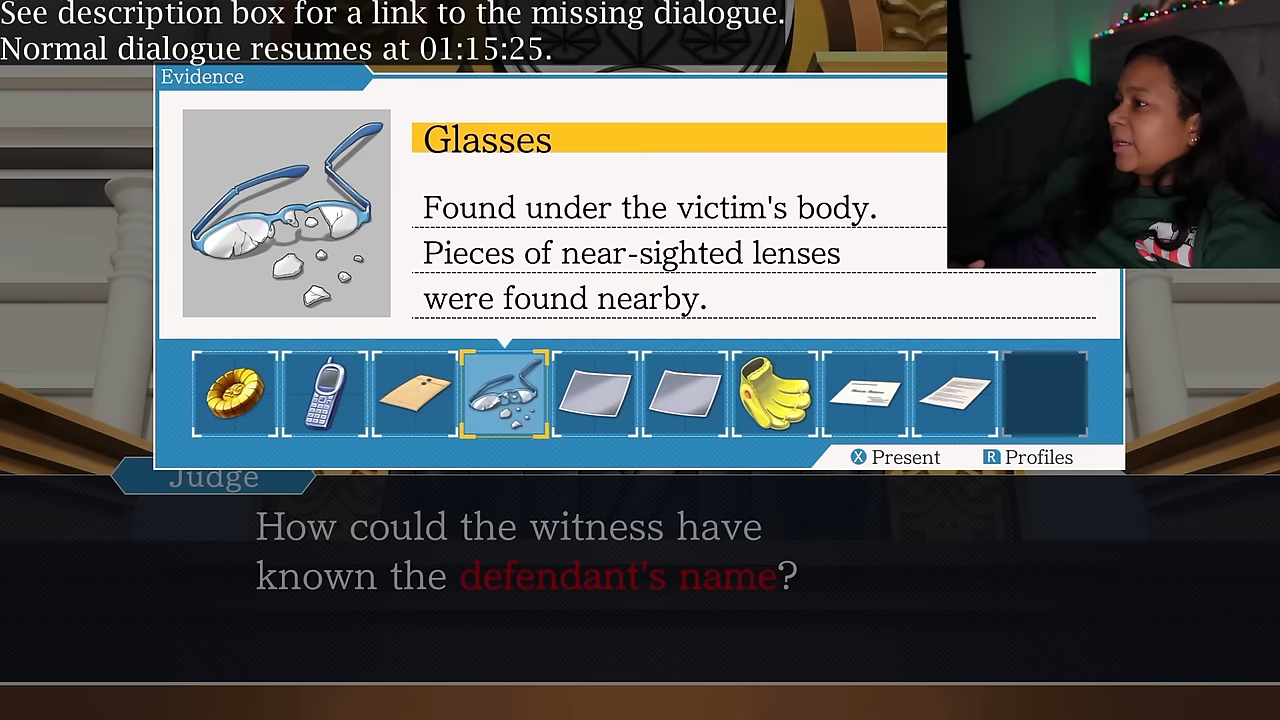 See description box for a link to the missing dialogue.
Normal dialogue resumes at 01:15:25.
Evidence
Glasses
Found under the victim's body.
Pieces of near-sighted lenses
were found nearby.
X Present R Profiles
Judge
How could the witness have
known the defendant's name?